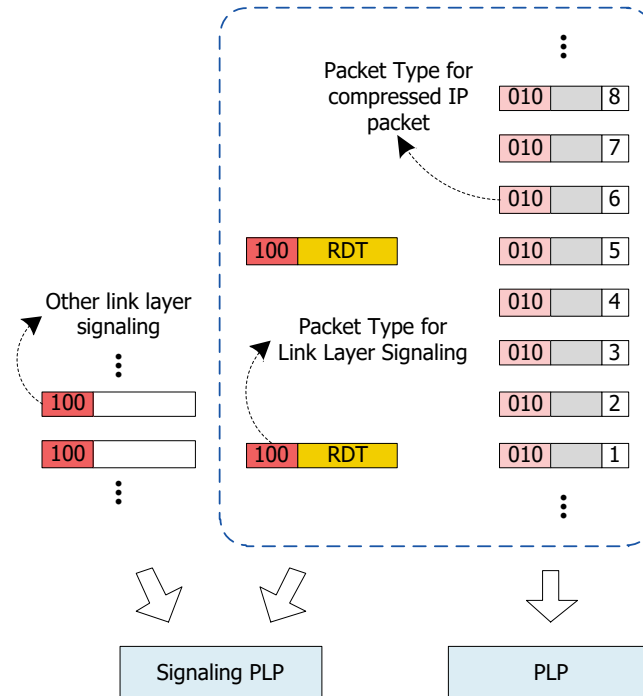 Packet Type for
compressed IP
packet
010 8
010 7
010 6
100 RDT
010 5
Other link layer
signaling
010 4
Packet Type for
Link Layer Signaling
010 3
100
010 2
100
100 RDT
010 1
Signaling PLP
PLP